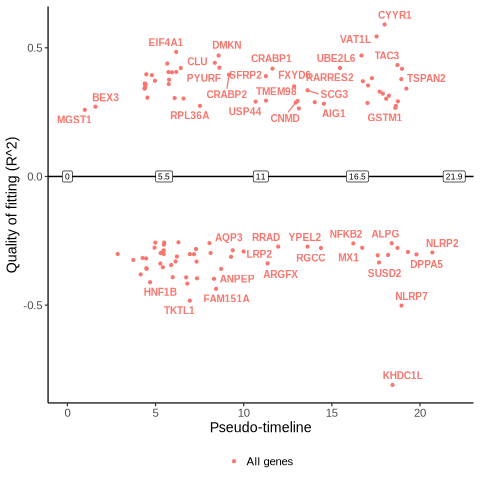 CYYR1
VAT1L
DMKN
EIF4A1
CLU
CRABP1
UBE2L6
TAC3
PYURF
SFRP2
FXYD6
RARRES2
TSPAN2
BEX3
CRABP2
TMEM98
SCG3
MGST1
RPL36A
USP44
CNMD
AIG1
GSTM1
0.5
0.0
-0.5
Quality of fitting (R^2)
0
5.5
11
16.5
21.9
AQP3
RRAD
YPEL2
NFKB2
ALPG
NLRP2
LRP2
RGCC
MX1
DPPA5
ARGFX
SUSD2
ANPEP
HNF1B
FAM151A
TKTL1
NLRP7
KHDC1L
0
5
10
15
20
Pseudo-timeline
All genes